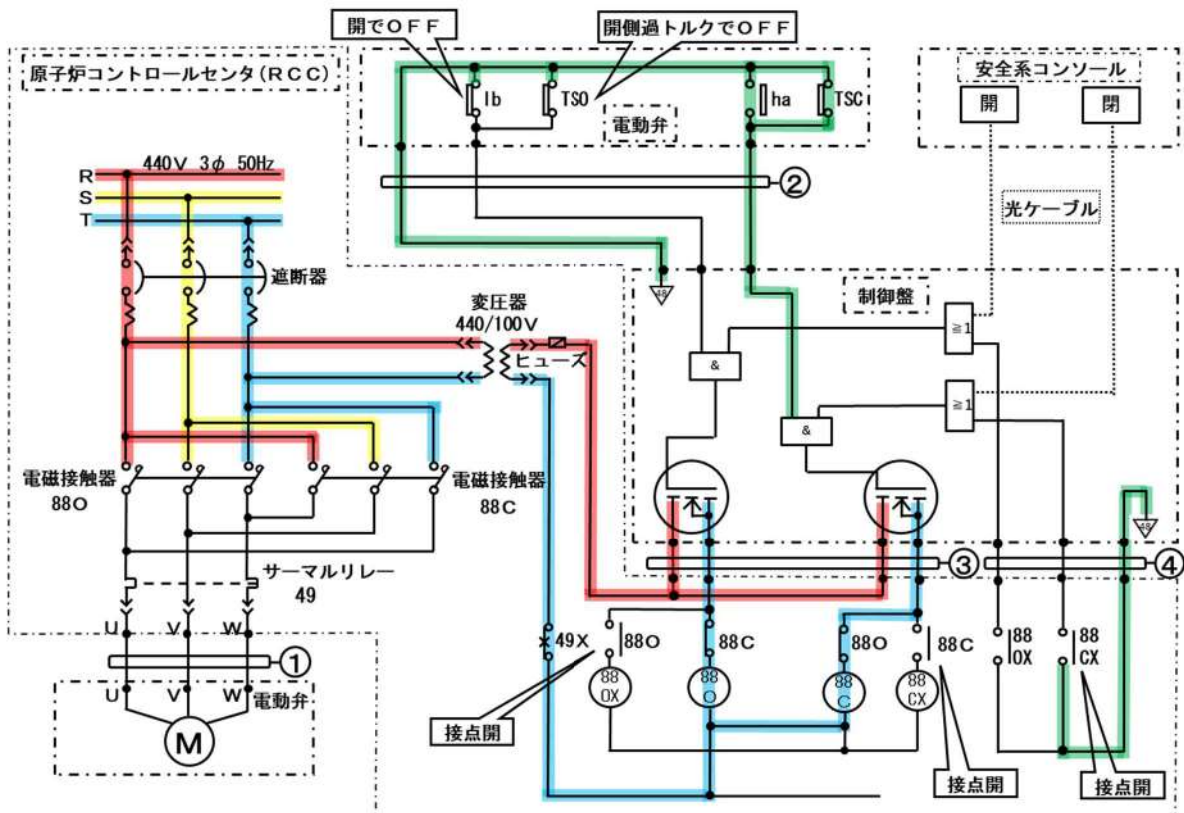 開でＯＦＦ
開側過トルクでＯＦＦ
原子炉コントロールセンタ(ＲＣＣ)
安全系コンソール
開
閉
lb
TSO
ha
TSC
電動弁
②
光ケーブル
440V 3φ 50Hz
R
S
T
遮断器
変圧器
440/100V
ヒューズ
48
制御盤
≧1
&
≧1
&
電磁接触器
88O
電磁接触器
88C
48
③
④
サーマルリレー
49
U
V
W
①
U
V
W
電動弁
M
49X
88O
88C
88O
88C
88
OX
88
CX
88
OX
88
O
88
C
88
CX
接点開
接点開
接点開